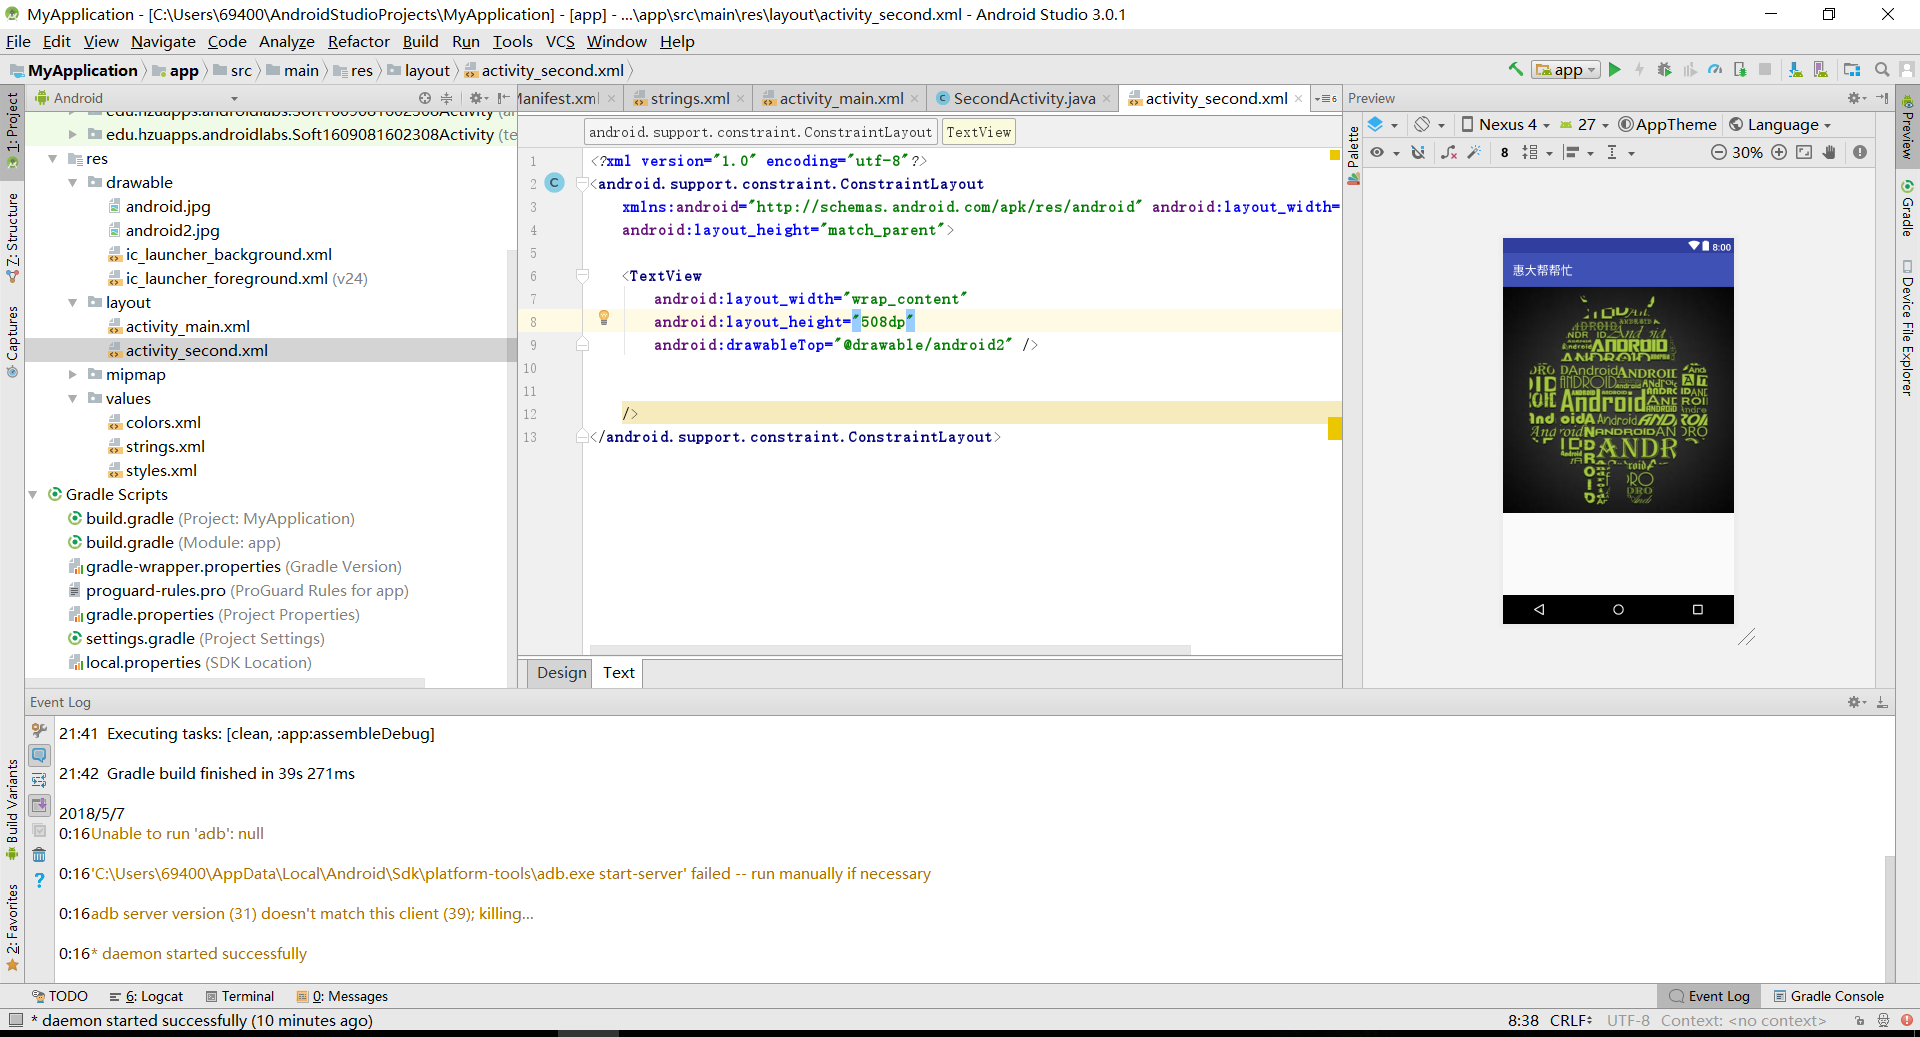 MyApplication - [C:\Users\69400\AndroidStudioProjects\MyApplication] - [app] - ...\app\src\main\res\layout\activity_second.xml - Android Studio 3.0.1
File Edit View Navigate Code Analyze Refactor Build Run Tools VCS Window Help
MyApplication app src main res layout activity_second.xml
app
1: Project
7: Structure
Captures
Build Variants
2: Favorites
Android
edu.hzuapps.androidlabs.Soft1609081602308Activity
edu.hzuapps.androidlabs.Soft1609081602308Activity (te
res
drawable
android.jpg
android2.jpg
ic_launcher_background.xml
ic_launcher_foreground.xml (v24)
layout
activity_main.xml
activity_second.xml
mipmap
values
colors.xml
strings.xml
styles.xml
Gradle Scripts
build.gradle (Project: MyApplication)
build.gradle (Module: app)
gradle-wrapper.properties (Gradle Version)
proguard-rules.pro (ProGuard Rules for app)
gradle.properties (Project Properties)
settings.gradle (Project Settings)
local.properties (SDK Location)
Manifest.xml strings.xml activity_main.xml SecondActivity.java activity_second.xml 6
android.support.constraint.ConstraintLayout TextView
1 <?xml version="1.0" encoding="utf-8"?>
2 C <android.support.constraint.ConstraintLayout
3 xmlns:android="http://schemas.android.com/apk/res/android" android:layout_width=
4 android:layout_height="match_parent">
5
6 <TextView
7 android:layout_width="wrap_content"
8 android:layout_height="508dp"
9 android:drawableTop="@drawable/android2" />
10
11
12 />
13 </android.support.constraint.ConstraintLayout>
Design Text
Preview
Palette
Nexus 4 27 AppTheme Language
8 30%
8:00
惠大帮帮忙
ANDROID
Android
ANDR
Preview
Gradle
Device File Explorer
Event Log
21:41 Executing tasks: [clean, :app:assembleDebug]
21:42 Gradle build finished in 39s 271ms
2018/5/7
0:16 Unable to run 'adb': null
0:16 'C:\Users\69400\AppData\Local\Android\Sdk\platform-tools\adb.exe start-server' failed -- run manually if necessary
0:16 adb server version (31) doesn't match this client (39); killing...
0:16 * daemon started successfully
TODO 6: Logcat Terminal 0: Messages Event Log Gradle Console
* daemon started successfully (10 minutes ago) 8:38 CRLF UTF-8 Context: <no context>